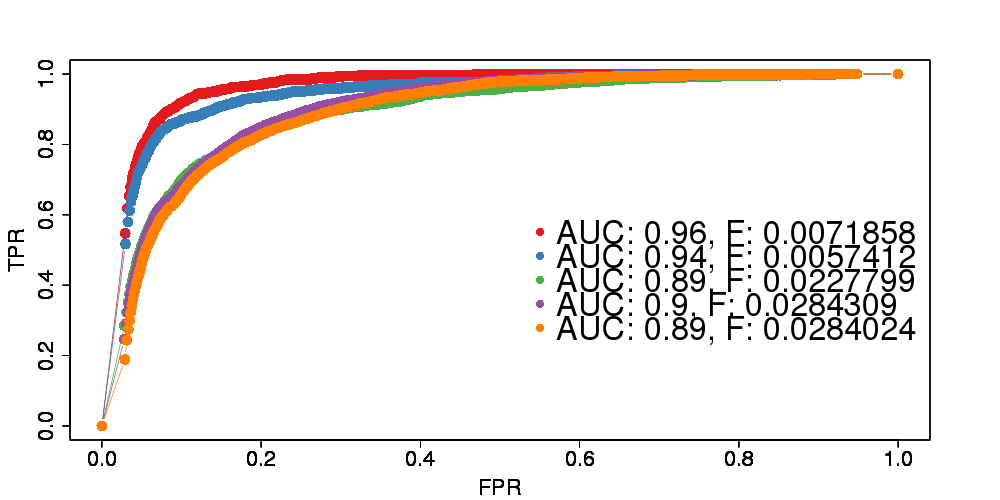 TPR
1.0
0.8
0.6
0.4
0.2
0.0
AUC: 0.96, F: 0.0071858
AUC: 0.94, F: 0.0057412
AUC: 0.89, F: 0.0227799
AUC: 0.9, F: 0.0284309
AUC: 0.89, F: 0.0284024
0.0 0.2 0.4 0.6 0.8 1.0
FPR